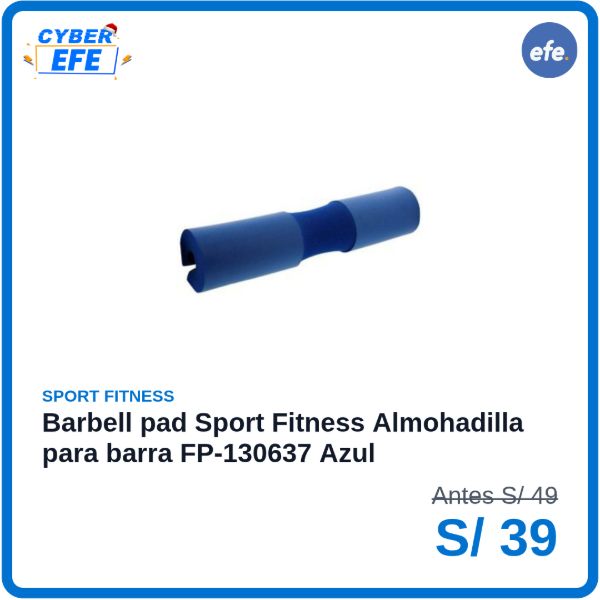 CYBER
EFE
efe.
SPORT FITNESS
Barbell pad Sport Fitness Almohadilla
para barra FP-130637 Azul
Antes S/ 49
S/ 39